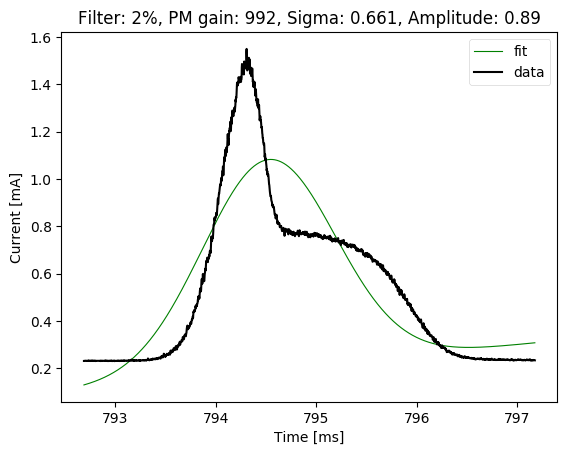 Filter: 2%, PM gain: 992, Sigma: 0.661, Amplitude: 0.89
fit
data
Current [mA]
1.6
1.4
1.2
1.0
0.8
0.6
0.4
0.2
793 794 795 796 797
Time [ms]